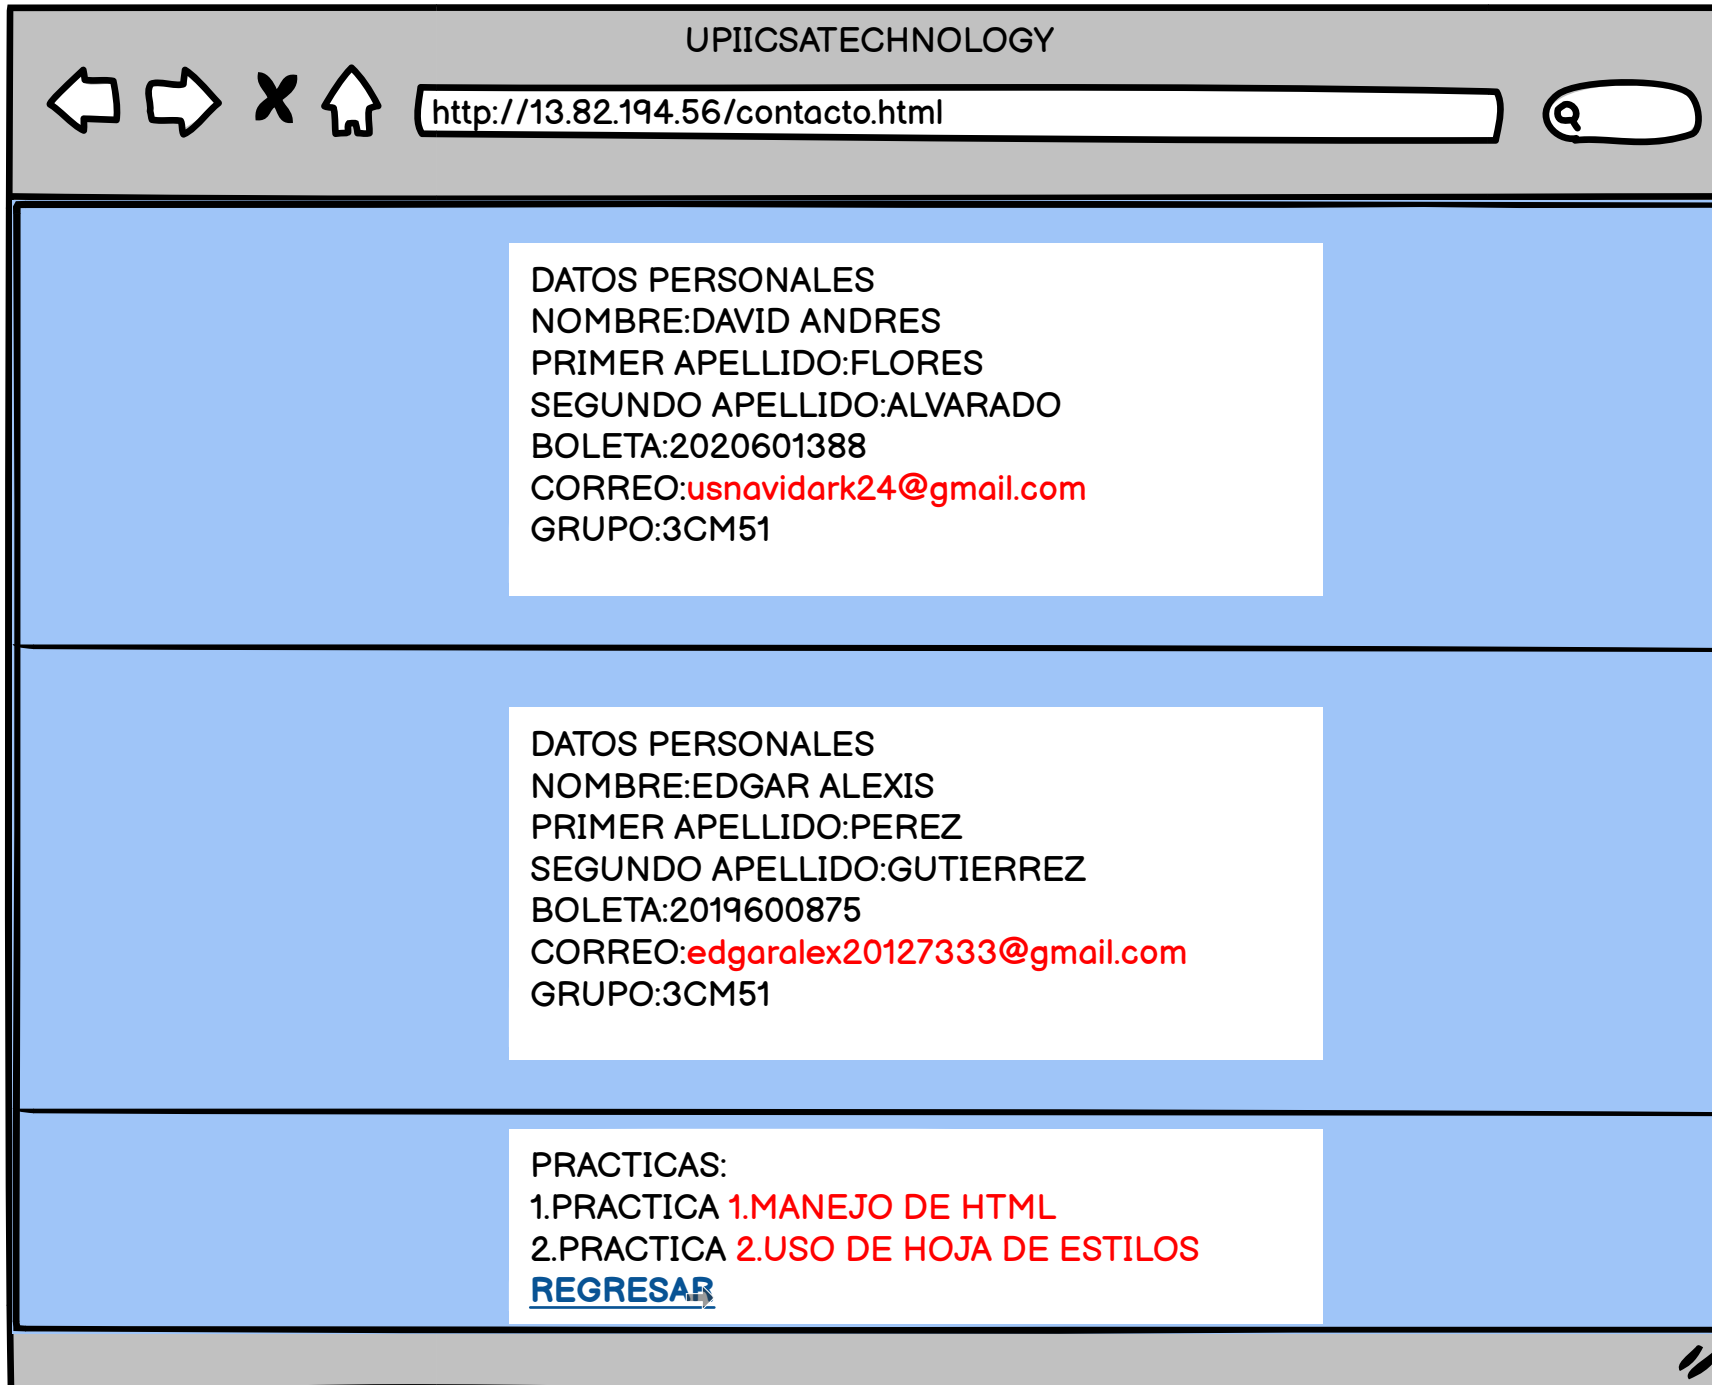 UPIICSATECHNOLOGY
http://13.82.194.56/contacto.html
DATOS PERSONALES
NOMBRE:DAVID ANDRES
PRIMER APELLIDO:FLORES
SEGUNDO APELLIDO:ALVARADO
BOLETA:2020601388
CORREO:usnavidark24@gmail.com
GRUPO:3CM51
DATOS PERSONALES
NOMBRE:EDGAR ALEXIS
PRIMER APELLIDO:PEREZ
SEGUNDO APELLIDO:GUTIERREZ
BOLETA:2019600875
CORREO:edgaralex20127333@gmail.com
GRUPO:3CM51
PRACTICAS:
1.PRACTICA 1.MANEJO DE HTML
2.PRACTICA 2.USO DE HOJA DE ESTILOS
REGRESAR